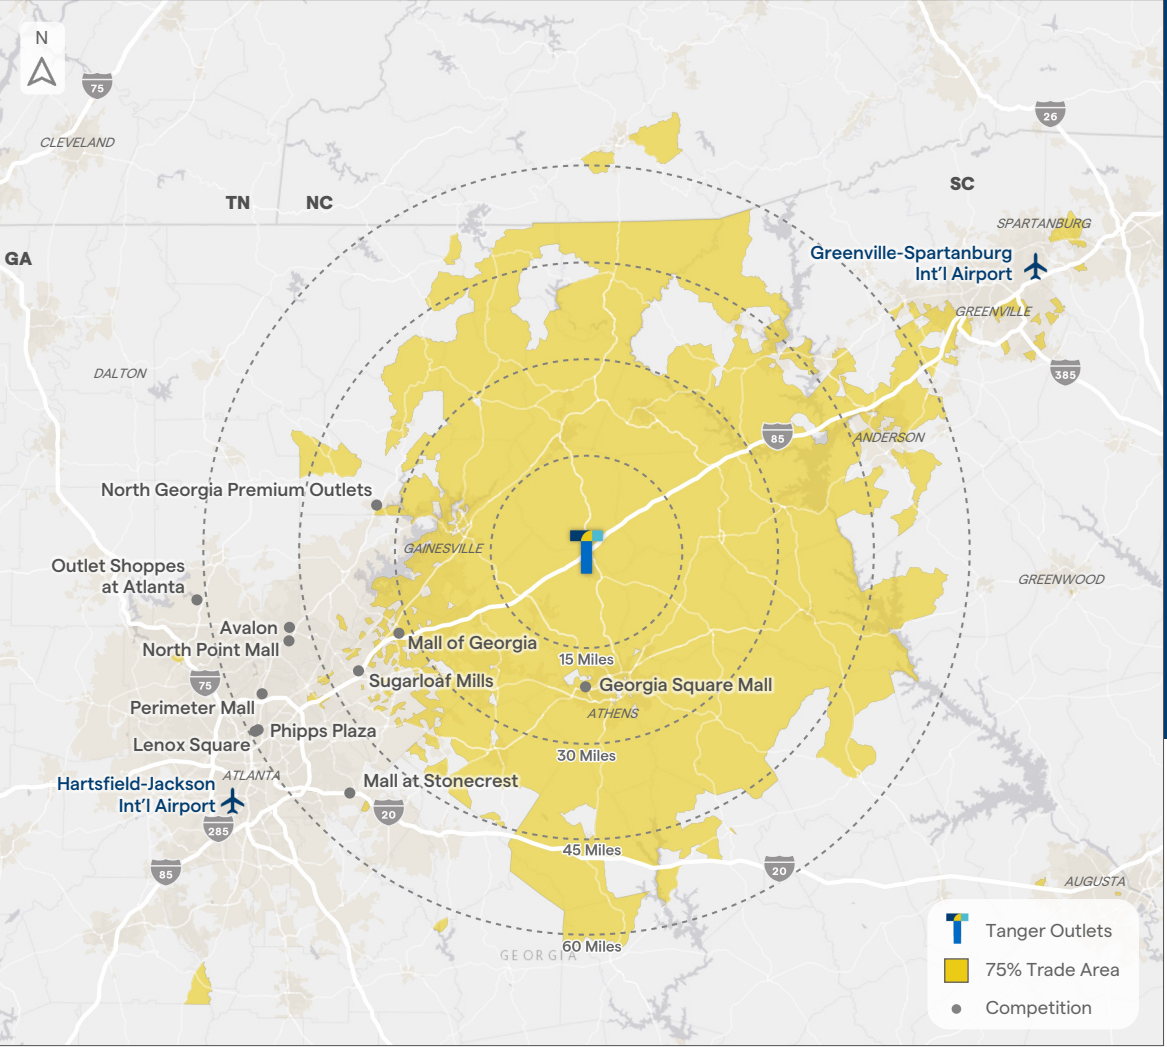 N
75
26
CLEVELAND
SC
TN
NC
SPARTANBURG
GA
Greenville-Spartanburg
Int'l Airport
GREENVILLE
DALTON
385
85
ANDERSON
North Georgia Premium Outlets
GAINESVILLE
Outlet Shoppes
at Atlanta
GREENWOOD
Avalon
North Point Mall
Mall of Georgia
15 Miles
75
Sugarloaf Mills
Georgia Square Mall
Perimeter Mall
ATHENS
Phipps Plaza
Lenox Square
30 Miles
ATLANTA
Mall at Stonecrest
Hartsfield-Jackson
Int'l Airport
20
285
45 Miles
85
20
AUGUSTA
60 Miles
GEORGIA
Tanger Outlets
75% Trade Area
Competition